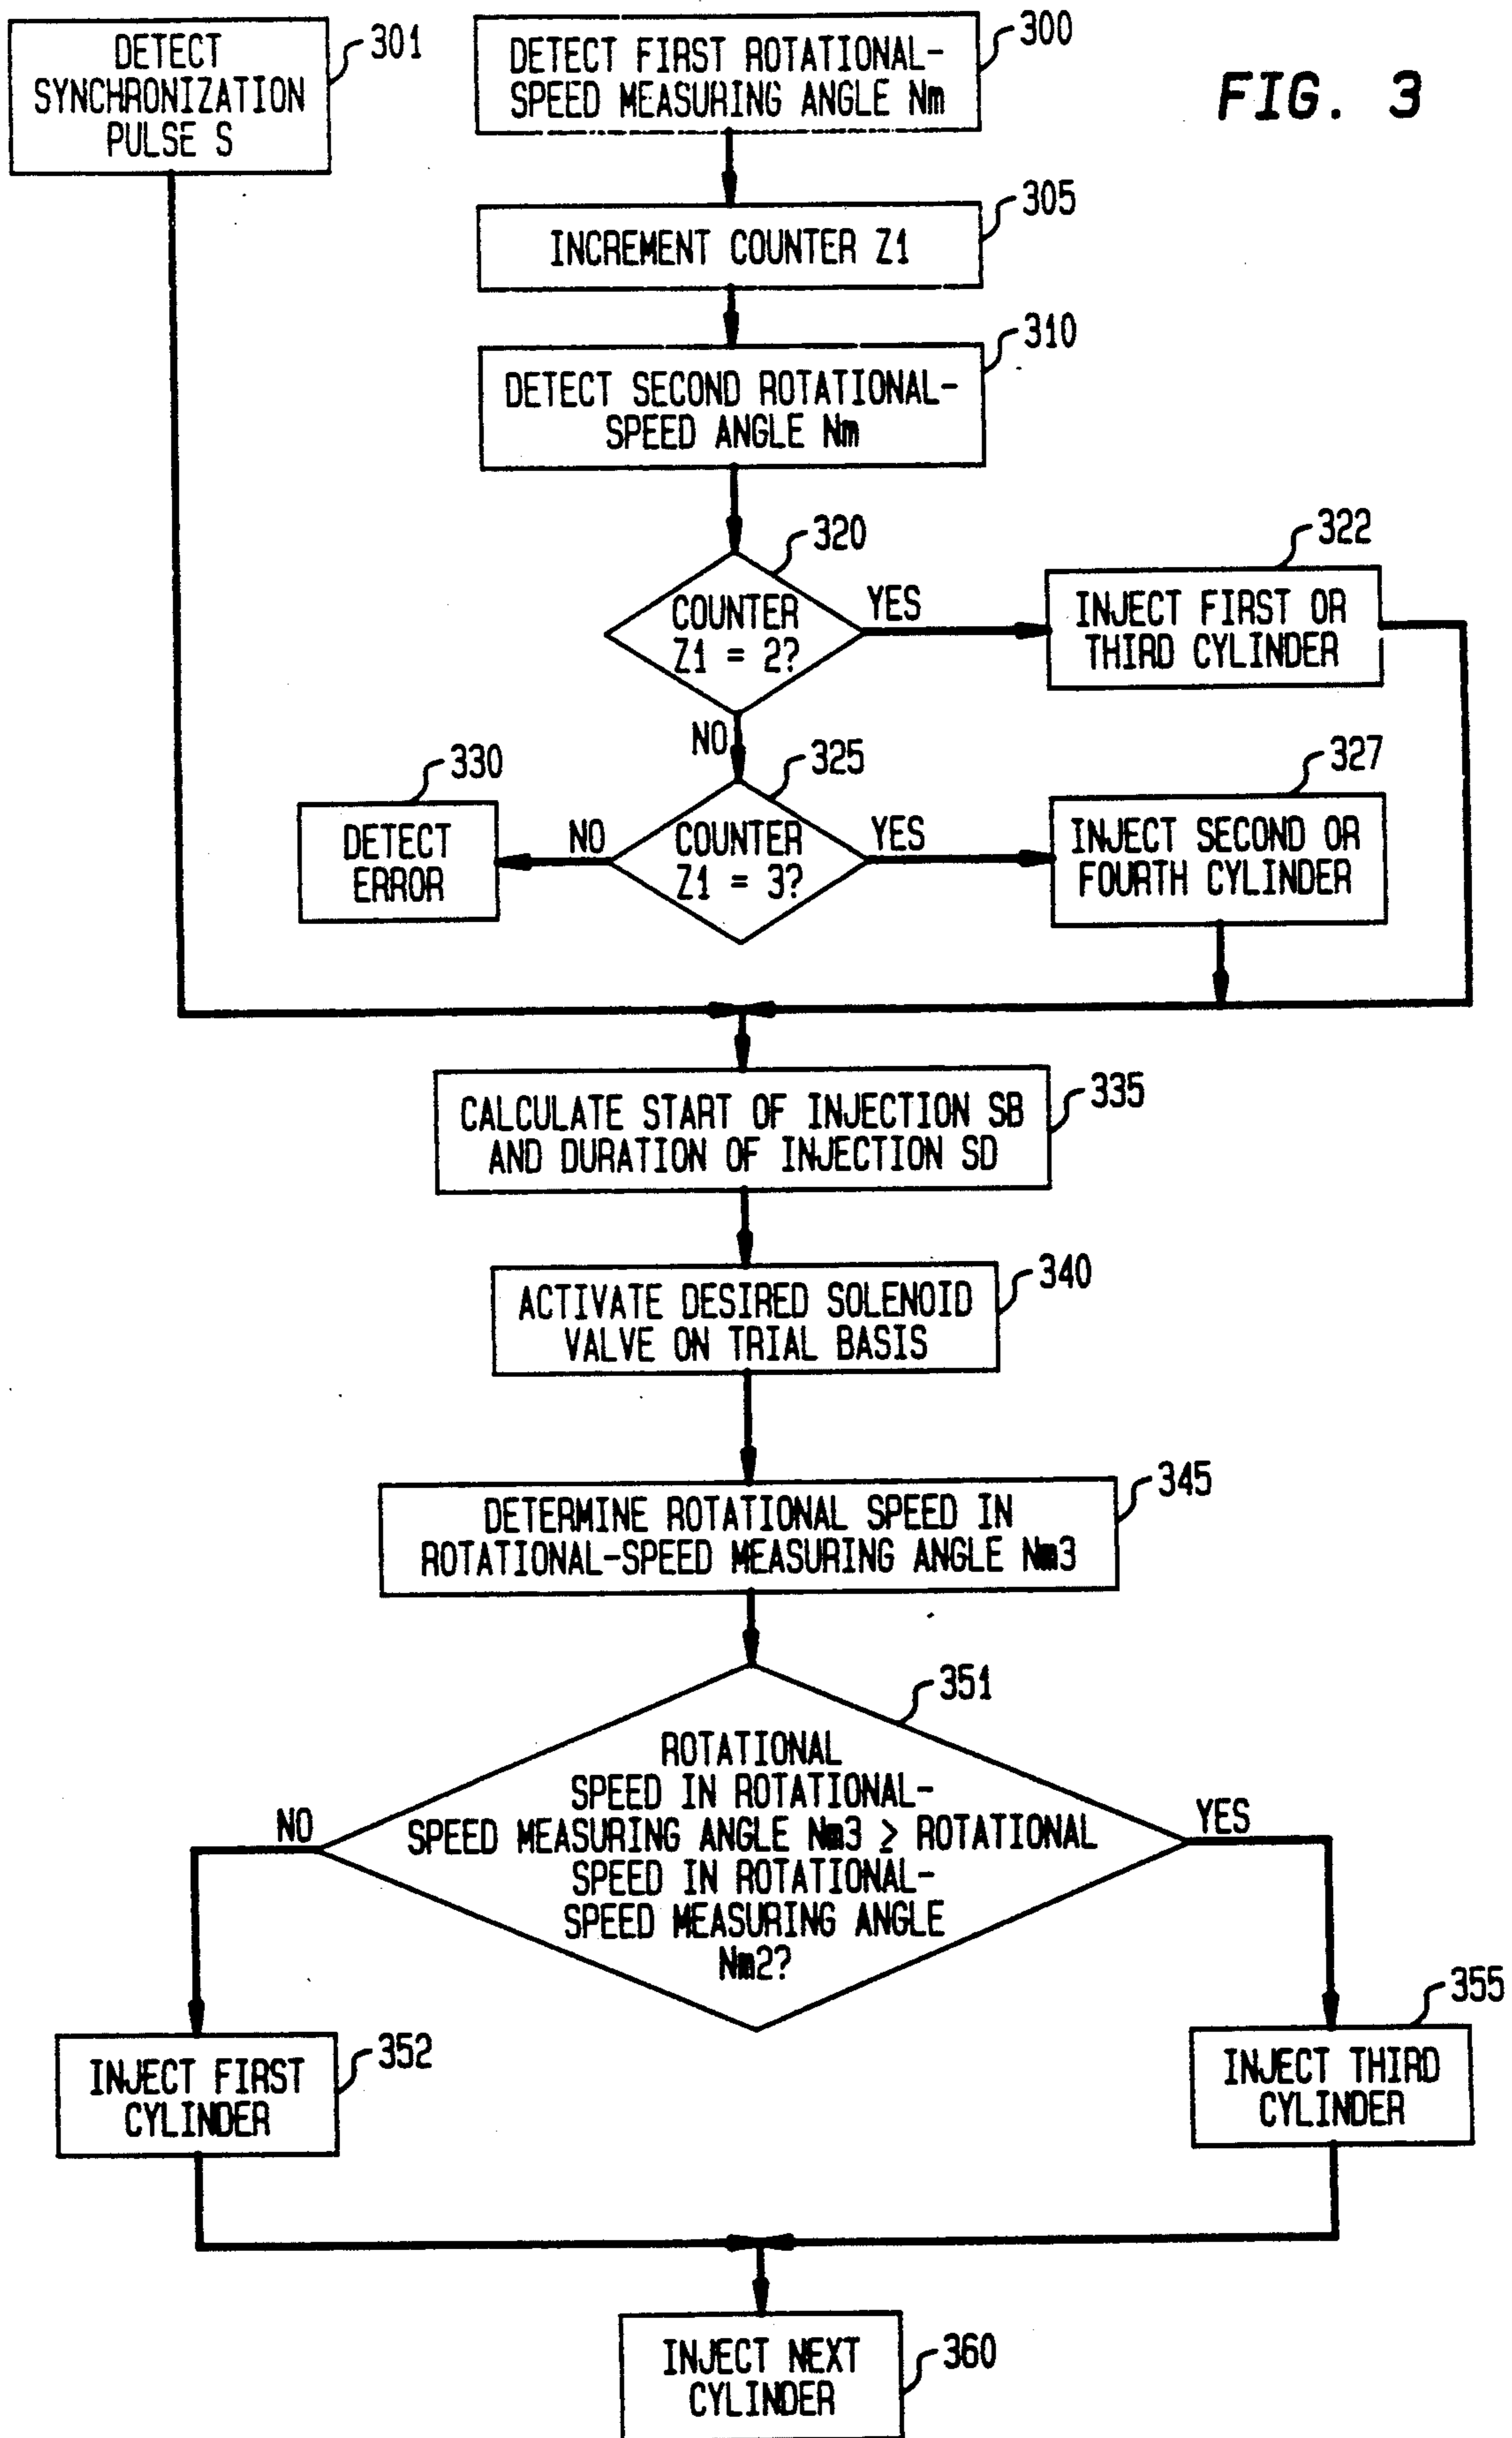 DETECT
SYNCHRONIZATION
PULSE S
301
DETECT FIRST ROTATIONAL-
SPEED MEASURING ANGLE Nm
300
FIG. 3
INCREMENT COUNTER Z1
305
DETECT SECOND ROTATIONAL-
SPEED ANGLE Nm
310
COUNTER
Z1 = 2?
320
YES
INJECT FIRST OR
THIRD CYLINDER
322
NO
COUNTER
Z1 = 3?
325
NO
DETECT
ERROR
330
YES
INJECT SECOND OR
FOURTH CYLINDER
327
CALCULATE START OF INJECTION SB
AND DURATION OF INJECTION SD
335
ACTIVATE DESIRED SOLENOID
VALVE ON TRIAL BASIS
340
DETERMINE ROTATIONAL SPEED IN
ROTATIONAL-SPEED MEASURING ANGLE Nm3
345
ROTATIONAL
SPEED IN ROTATIONAL-
SPEED MEASURING ANGLE Nm3 ≥ ROTATIONAL
SPEED IN ROTATIONAL-
SPEED MEASURING ANGLE
Nm2?
351
NO
YES
INJECT FIRST
CYLINDER
352
INJECT THIRD
CYLINDER
355
INJECT NEXT
CYLINDER
360